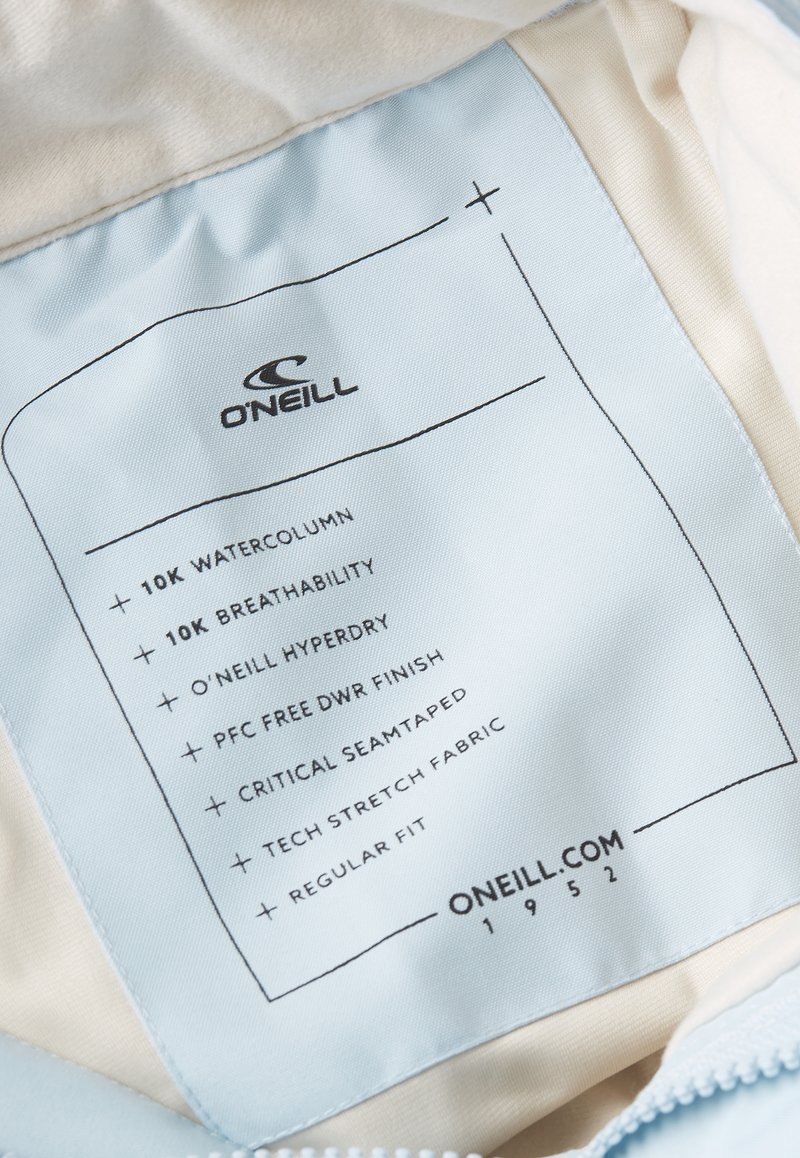 O'NEILL
+ 10K WATERCOLUMN
+ 10K BREATHABILITY
+ O'NEILL HYPERDRY
+ PFC FREE DWR FINISH
+ CRITICAL SEAMTAPED
+ TECH STRETCH FABRIC
+ REGULAR FIT
ONEILL.COM
1952